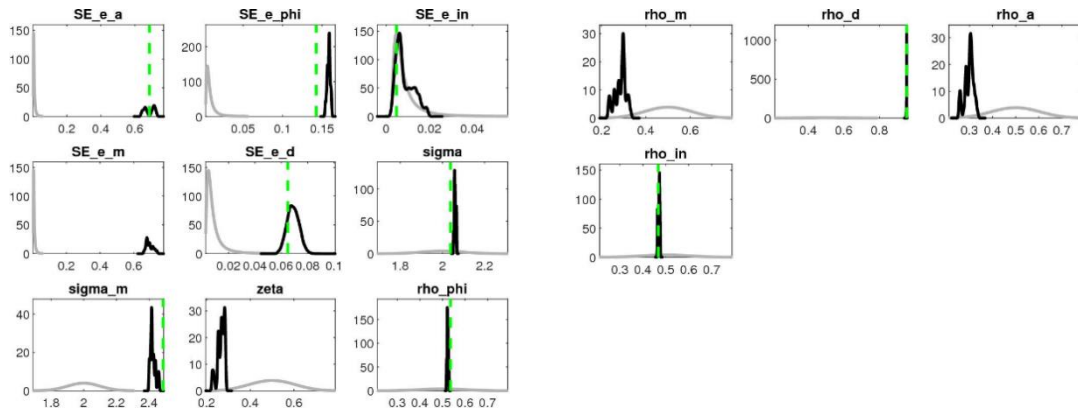 SE_e_a SE_e_phi SE_e_in rho_m rho_d rho_a
150 100 50 0 0.2 0.4 0.6
200 150 100 50 0 0.05 0.1 0.15
150 100 50 0 0 0.02 0.04
30 20 10 0 0.2 0.4 0.6
1000 500 0 0.2 0.4 0.6 0.8
30 20 10 0 0.3 0.4 0.5 0.6 0.7
SE_e_m SE_e_d sigma rho_in
150 100 50 0 0.2 0.4 0.6
150 100 50 0 0.02 0.04 0.06 0.08 0.1
100 50 0 1.8 2 2.2
150 100 50 0 0.3 0.4 0.5 0.6 0.7
sigma_m zeta rho_phi
40 20 0 1.8 2 2.2 2.4
30 20 10 0 0.2 0.4 0.6
150 100 50 0 0.3 0.4 0.5 0.6 0.7